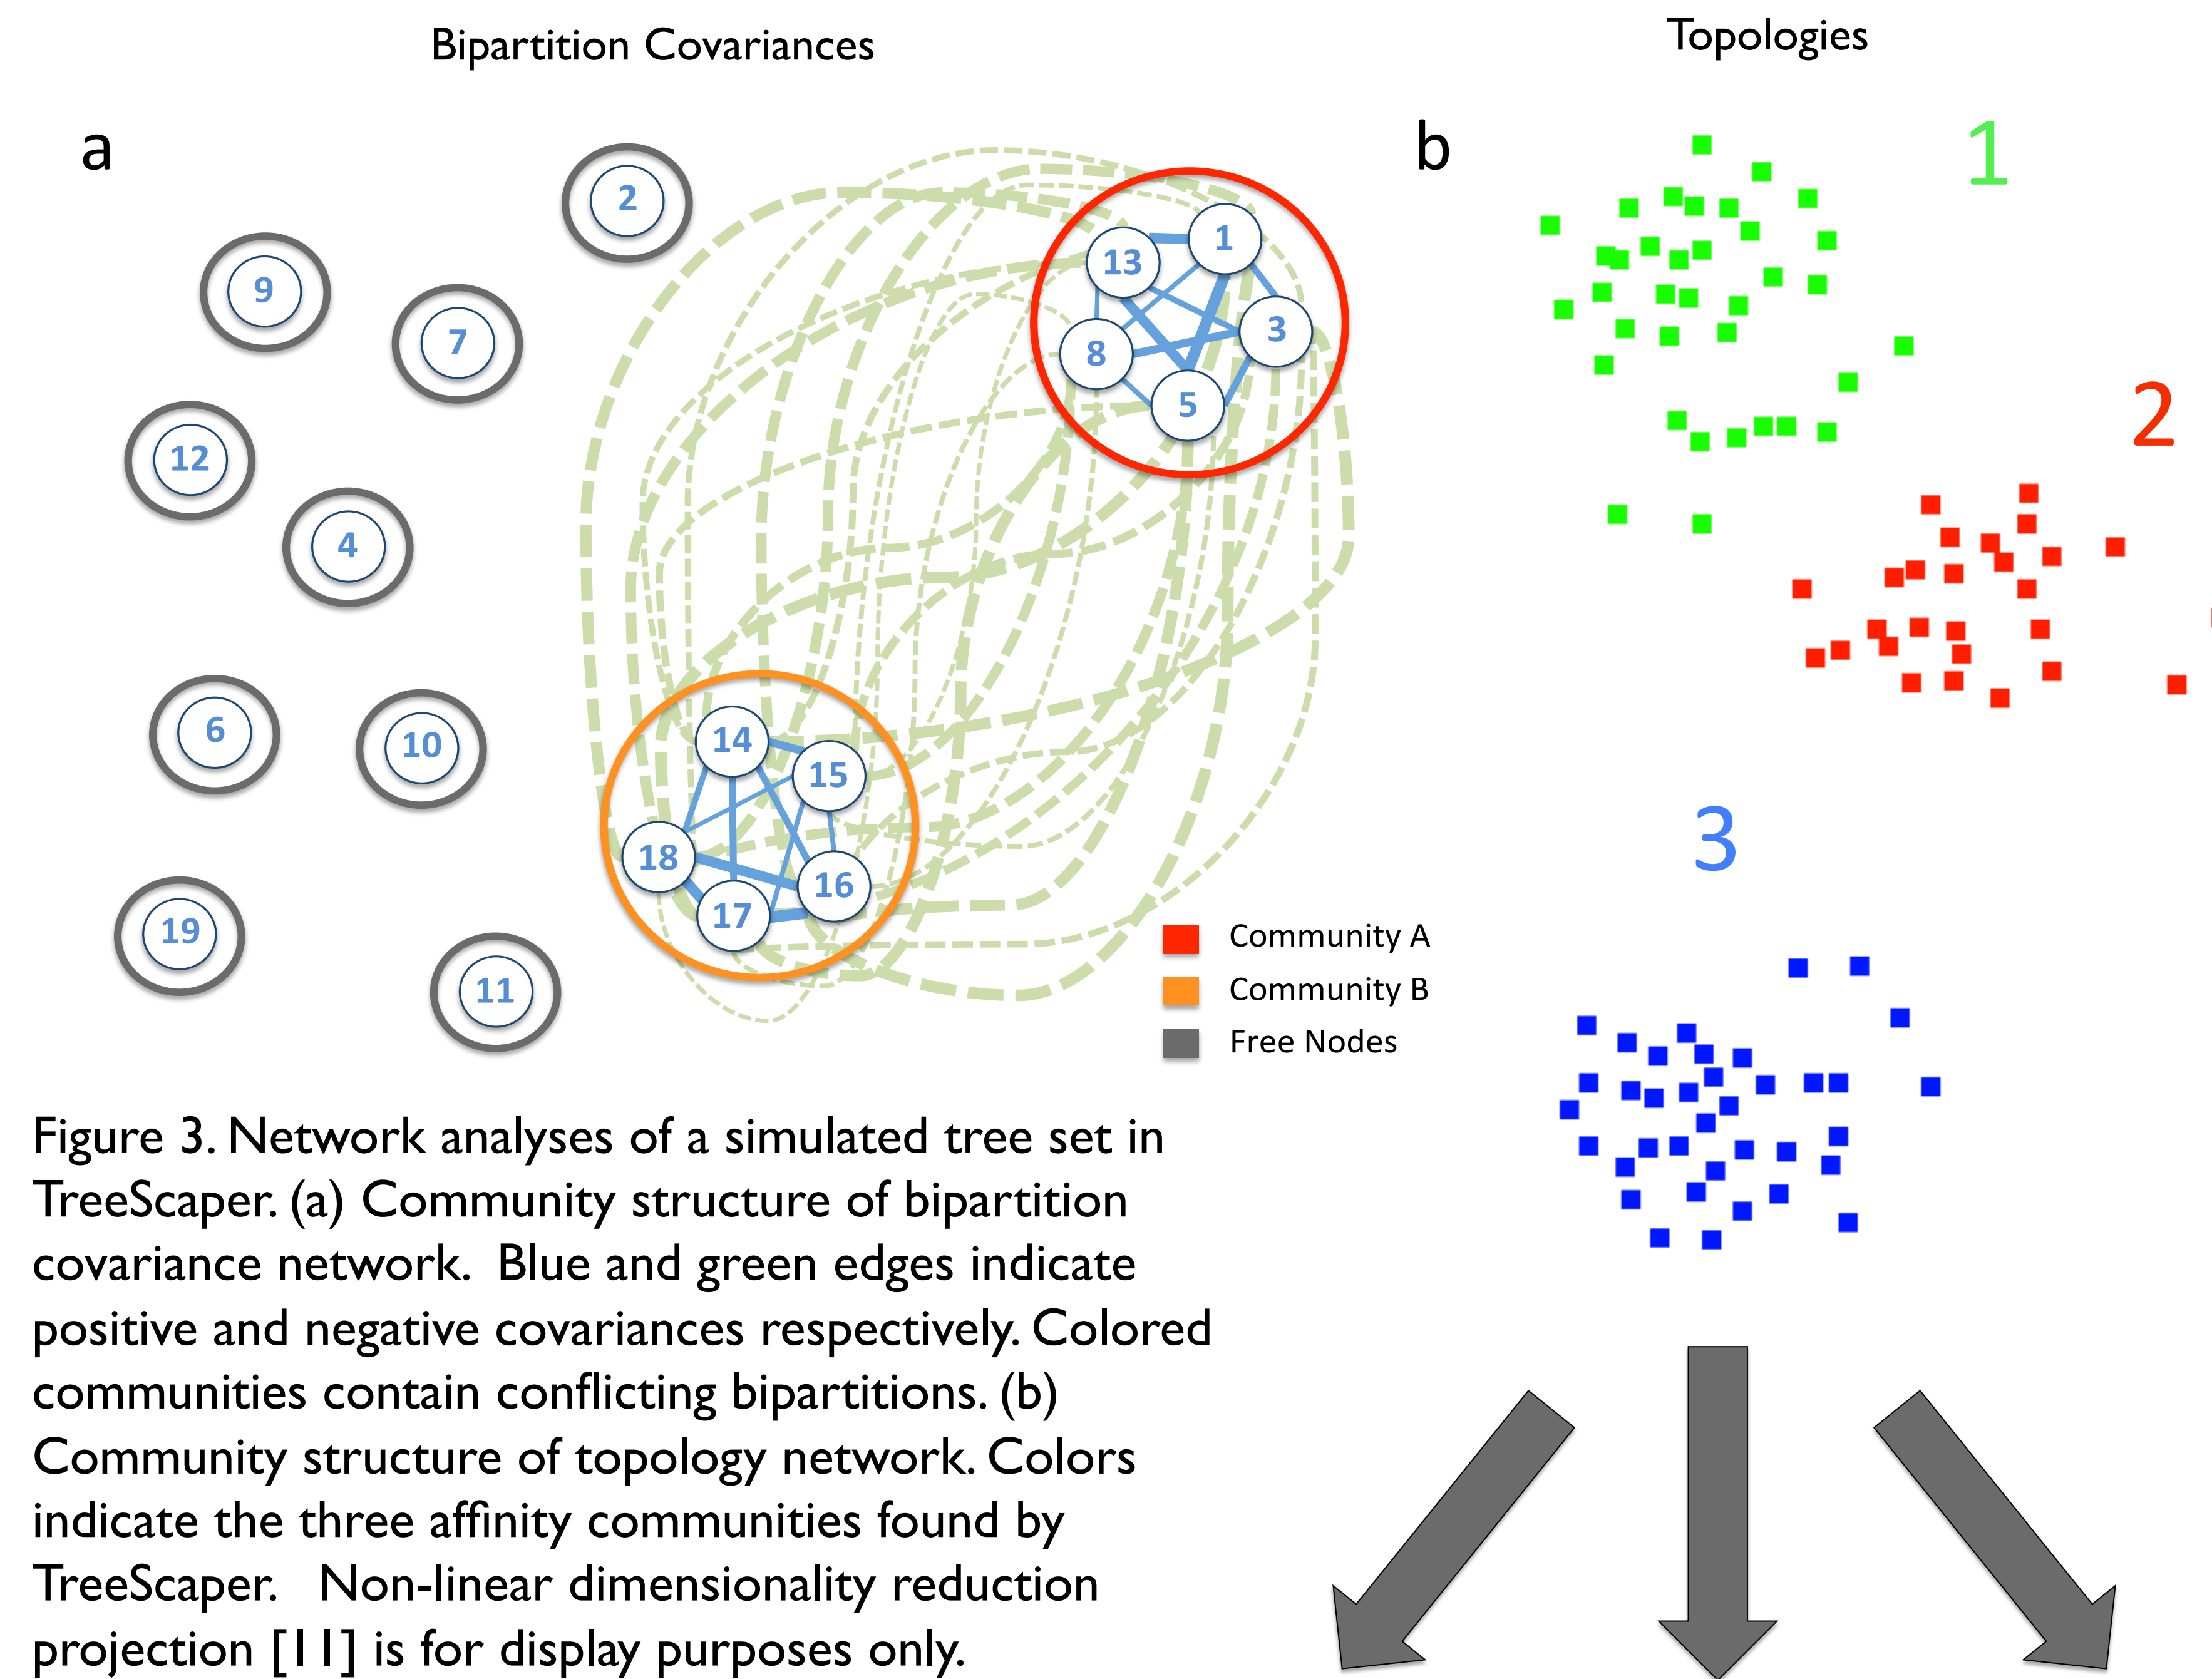 Bipartition Covariances
Topologies
a
b
1
2
3
2
9
7
12
4
6
10
19
11
13
1
3
8
5
14
15
18
16
17
Community A
Community B
Free Nodes
Figure 3. Network analyses of a simulated tree set in
TreeScaper. (a) Community structure of bipartition
covariance network. Blue and green edges indicate
positive and negative covariances respectively. Colored
communities contain conflicting bipartitions. (b)
Community structure of topology network. Colors
indicate the three affinity communities found by
TreeScaper. Non-linear dimensionality reduction
projection [11] is for display purposes only.